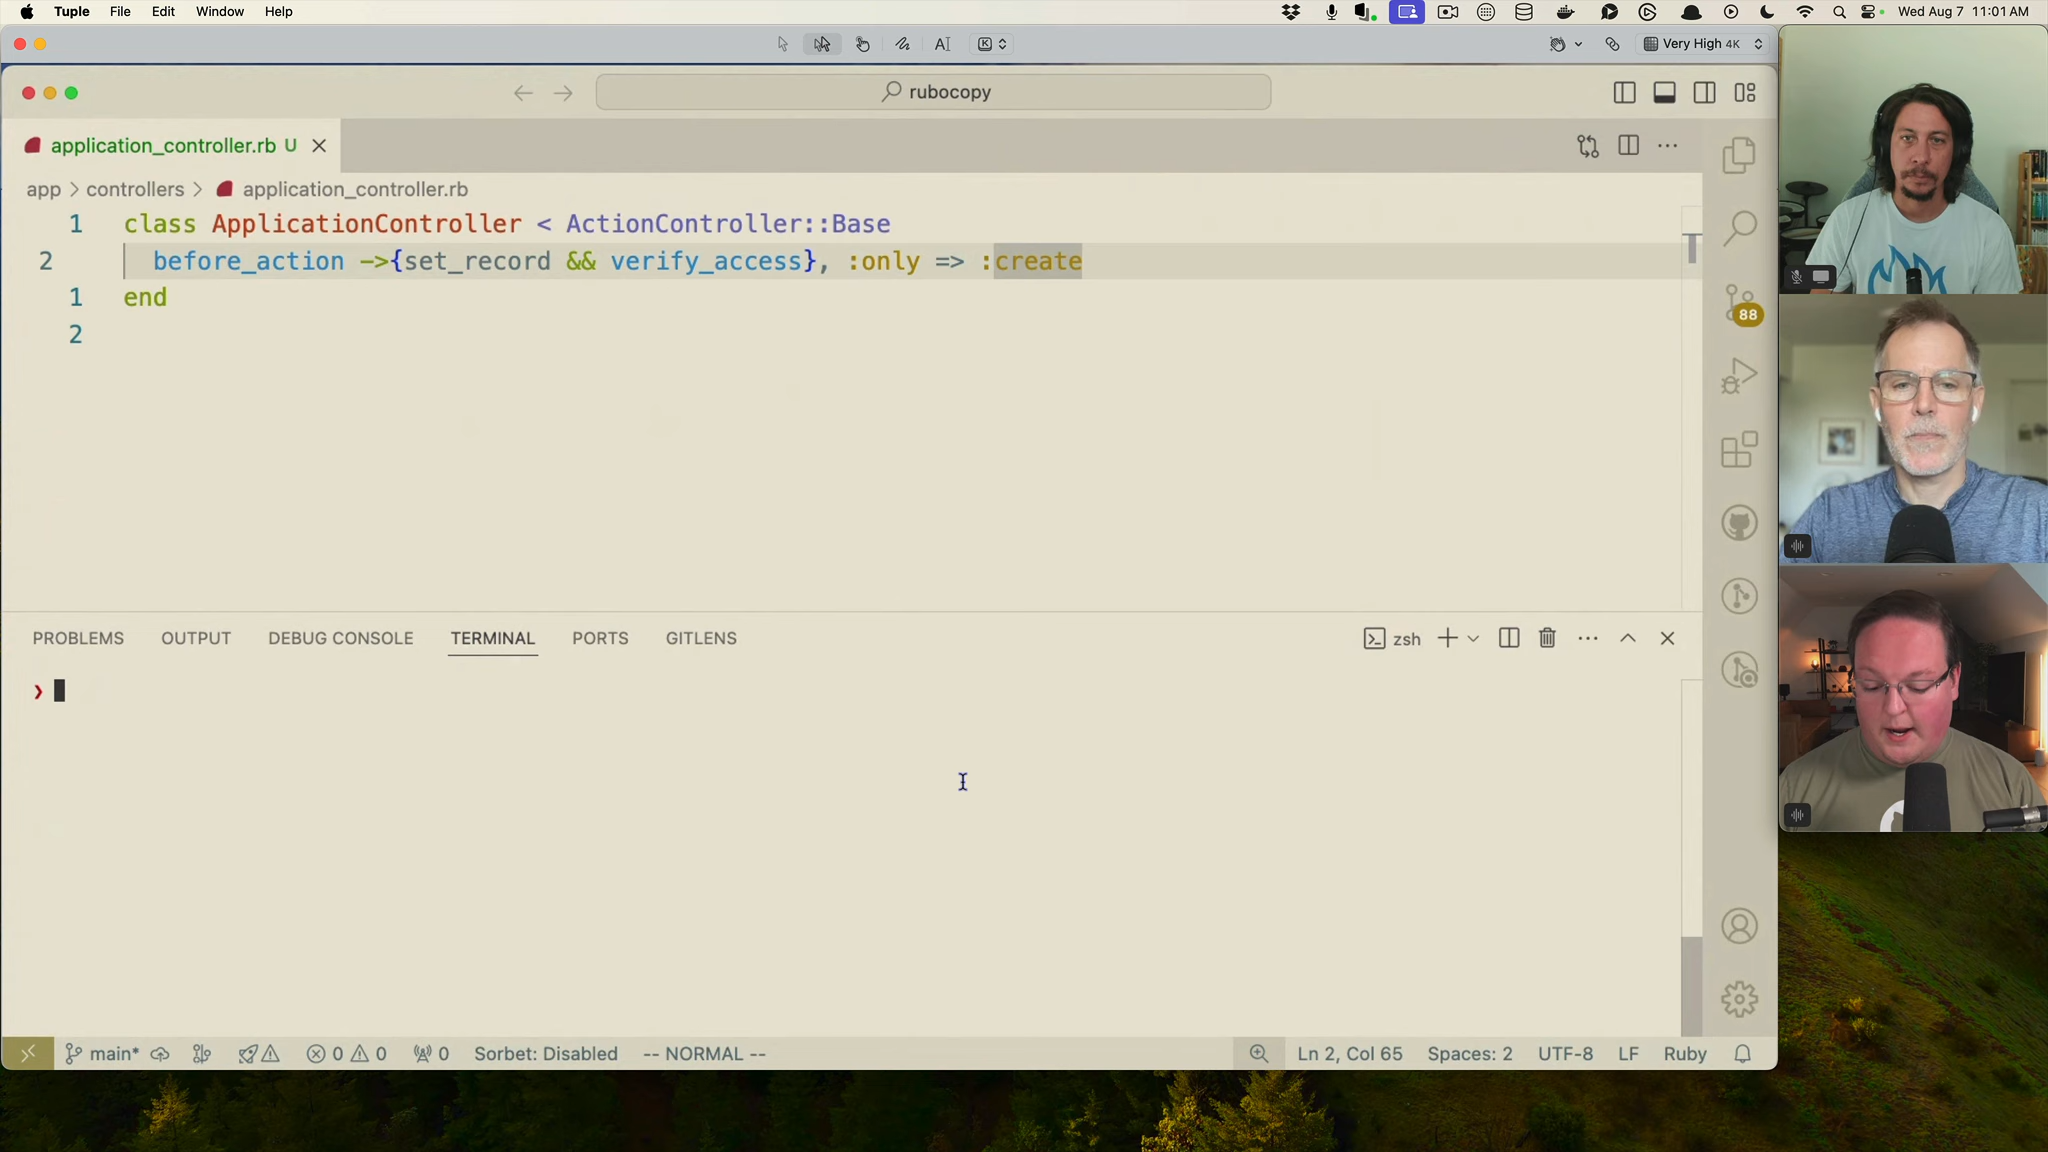 Tuple File Edit Window Help
Wed Aug 7 11:01 AM
AI K Very High 4K
rubocopy
application_controller.rb U
app > controllers > application_controller.rb
1 class ApplicationController < ActionController::Base
2 before_action ->{set_record && verify_access}, :only => :create
1 end
2
88
PROBLEMS OUTPUT DEBUG CONSOLE TERMINAL PORTS GITLENS
zsh
❯
main* 0 0 0 Sorbet: Disabled -- NORMAL -- Ln 2, Col 65 Spaces: 2 UTF-8 LF Ruby